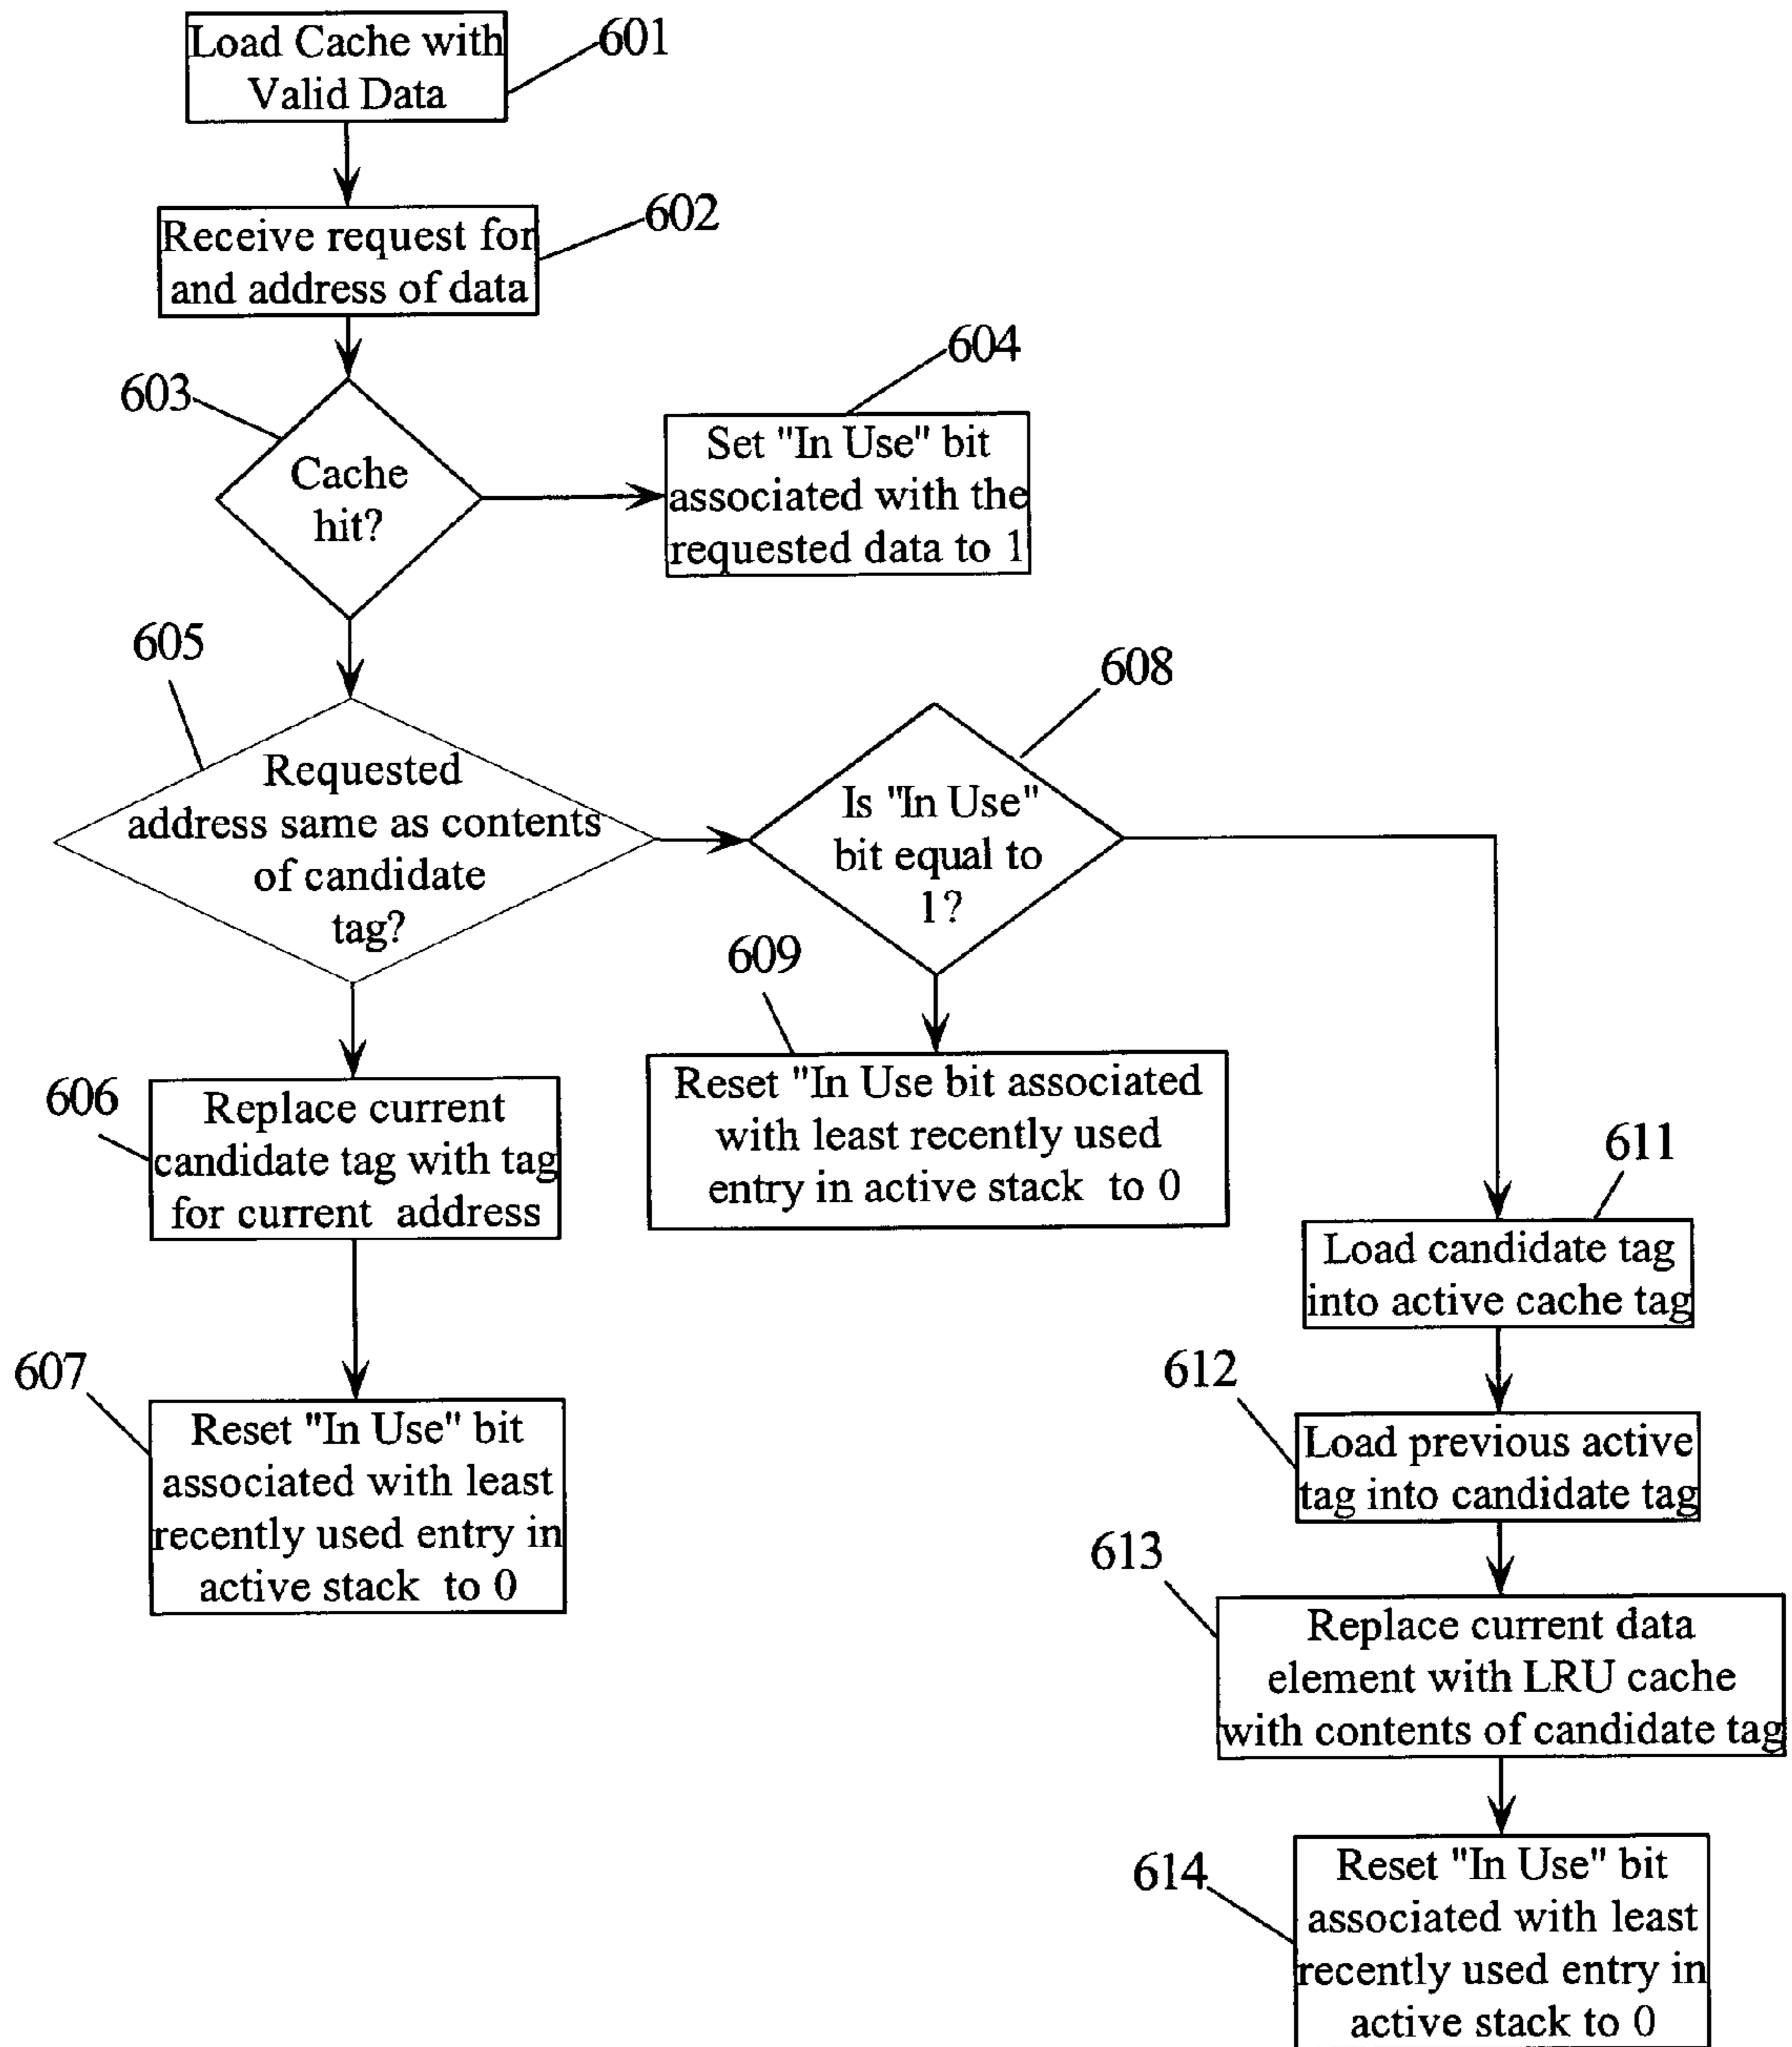 Load Cache with
Valid Data
601
Receive request for
and address of data
602
603
Cache
hit?
604
Set "In Use" bit
associated with the
requested data to 1
605
Requested
address same as contents
of candidate
tag?
608
Is "In Use"
bit equal to
1?
609
Reset "In Use bit associated
with least recently used
entry in active stack to 0
606
Replace current
candidate tag with tag
for current address
607
Reset "In Use" bit
associated with least
recently used entry in
active stack to 0
611
Load candidate tag
into active cache tag
612
Load previous active
tag into candidate tag
613
Replace current data
element with LRU cache
with contents of candidate tag
614
Reset "In Use" bit
associated with least
recently used entry in
active stack to 0